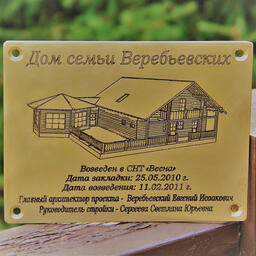 Дом семьи Веребьевских
Возведен в СНТ «Весна»
Дата закладки: 25.05.2010 г.
Дата возведения: 11.02.2011 г.
Главный архитектор проекта - Веребьевский Евгений Исаакович
Руководитель стройки - Сергеева Светлана Юрьевна